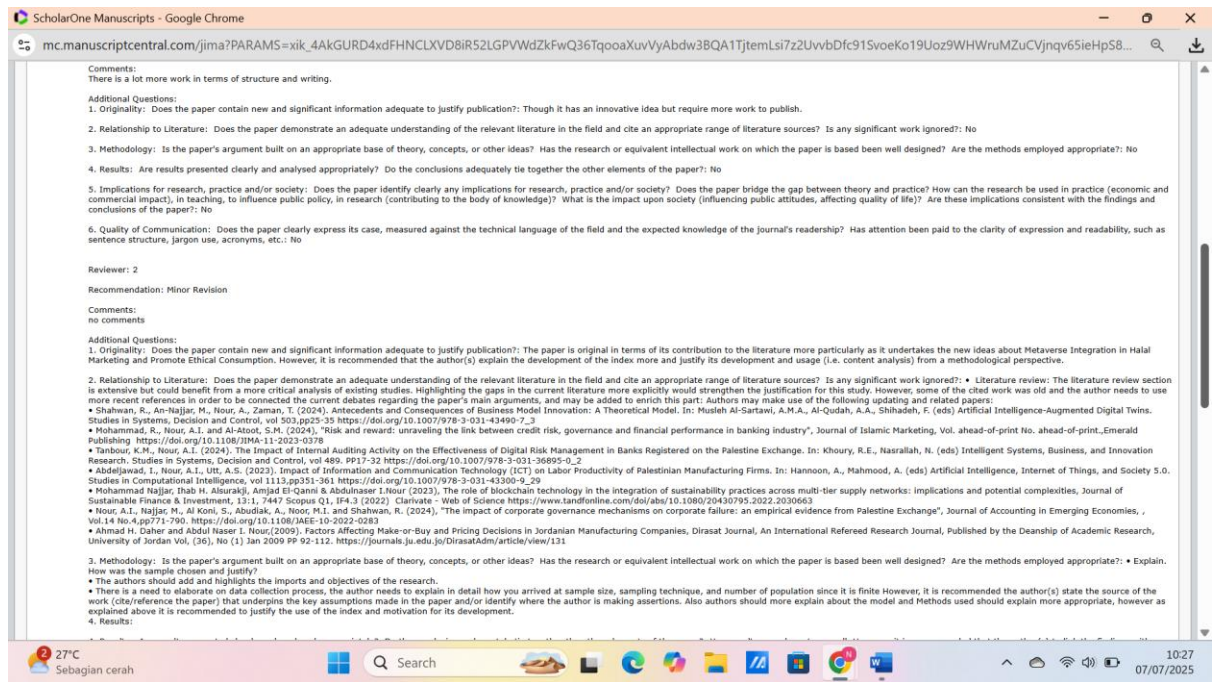 ScholarOne Manuscripts - Google Chrome
mc.manuscriptcentral.com/jima?PARAMS=xik_4AkGURD4xdFHNCLXVD8iR52LGPVWdZkFwQ36TqooaXuvVyAbdw3BQA1TjtemLsi7z2UvvbDfc91SvoeKo19Uoz9WHWruMZuCVjnqv65ieHpS8...
Comments:
There is a lot more work in terms of structure and writing.
Additional Questions:
1. Originality: Does the paper contain new and significant information adequate to justify publication?: Though it has an innovative idea but require more work to publish.
2. Relationship to Literature: Does the paper demonstrate an adequate understanding of the relevant literature in the field and cite an appropriate range of literature sources? Is any significant work ignored?: No
3. Methodology: Is the paper's argument built on an appropriate base of theory, concepts, or other ideas? Has the research or equivalent intellectual work on which the paper is based been well designed? Are the methods employed appropriate?: No
4. Results: Are results presented clearly and analysed appropriately? Do the conclusions adequately tie together the other elements of the paper?: No
5. Implications for research, practice and/or society: Does the paper identify clearly any implications for research, practice and/or society? Does the paper bridge the gap between theory and practice? How can the research be used in practice (economic and
commercial impact), in teaching, to influence public policy, in research (contributing to the body of knowledge)? What is the impact upon society (influencing public attitudes, affecting quality of life)? Are these implications consistent with the findings and
conclusions of the paper?: No
6. Quality of Communication: Does the paper clearly express its case, measured against the technical language of the field and the expected knowledge of the journal's readership? Has attention been paid to the clarity of expression and readability, such as
sentence structure, jargon use, acronyms, etc.: No
Reviewer: 2
Recommendation: Minor Revision
Comments:
no comments
Additional Questions:
1. Originality: Does the paper contain new and significant information adequate to justify publication?: The paper is original in terms of its contribution to the literature more particularly as it undertakes the new ideas about Metaverse Integration in Halal
Marketing and Promote Ethical Consumption. However, it is recommended that the author(s) explain the development of the index more and justify its development and usage (i.e. content analysis) from a methodological perspective.
2. Relationship to Literature: Does the paper demonstrate an adequate understanding of the relevant literature in the field and cite an appropriate range of literature sources? Is any significant work ignored?: • Literature review: The literature review section
is extensive but could benefit from a more critical analysis of existing studies. Highlighting the gaps in the current literature more explicitly would strengthen the justification for this study. However, some of the cited work was old and the author needs to use
more recent references in order to be connected the current debates regarding the paper's main arguments, and may be added to enrich this part: Authors may make use of the following updating and related papers:
• Shahwan, R., An-Najjar, M., Nour, A., Zaman, T. (2024). Antecedents and Consequences of Business Model Innovation: A Theoretical Model. In: Musleh Al-Sartawi, A.M.A., Al-Qudah, A.A., Shihadeh, F. (eds) Artificial Intelligence-Augmented Digital Twins.
Studies in Systems, Decision and Control, vol 503,pp25-35 https://doi.org/10.1007/978-3-031-43490-7_3
• Mohammad, R., Nour, A.I. and Al-Atoot, S.M. (2024), "Risk and reward: unraveling the link between credit risk, governance and financial performance in banking industry", Journal of Islamic Marketing, Vol. ahead-of-print No. ahead-of-print.,Emerald
Publishing https://doi.org/10.1108/JIMA-11-2023-0378
• Tanbour, K.M., Nour, A.I. (2024). The Impact of Internal Auditing Activity on the Effectiveness of Digital Risk Management in Banks Registered on the Palestine Exchange. In: Khoury, R.E., Nasrallah, N. (eds) Intelligent Systems, Business, and Innovation
Research. Studies in Systems, Decision and Control, vol 489. PP17-32 https://doi.org/10.1007/978-3-031-36895-0_2
• Abdeljawad, I., Nour, A.I., Utt, A.S. (2023). Impact of Information and Communication Technology (ICT) on Labor Productivity of Palestinian Manufacturing Firms. In: Hannoon, A., Mahmood, A. (eds) Artificial Intelligence, Internet of Things, and Society 5.0.
Studies in Computational Intelligence, vol 1113,pp351-361 https://doi.org/10.1007/978-3-031-43300-9_29
• Mohammad Najjar, Ihab H. Alsurakji, Amjad El-Qanni & Abdulnaser I.Nour (2023), The role of blockchain technology in the integration of sustainability practices across multi-tier supply networks: implications and potential complexities, Journal of
Sustainable Finance & Investment, 13:1, 7447 Scopus Q1, IF4.3 (2022) Clarivate - Web of Science https://www.tandfonline.com/doi/abs/10.1080/20430795.2022.2030663
• Nour, A.I., Najjar, M., Al Koni, S., Abudiak, A., Noor, M.I. and Shahwan, R. (2024), "The impact of corporate governance mechanisms on corporate failure: an empirical evidence from Palestine Exchange", Journal of Accounting in Emerging Economies, ,
Vol.14 No.4,pp771-790. https://doi.org/10.1108/JAEE-10-2022-0283
• Ahmad H. Daher and Abdul Naser I. Nour,(2009). Factors Affecting Make-or-Buy and Pricing Decisions in Jordanian Manufacturing Companies, Dirasat Journal, An International Refereed Research Journal, Published by the Deanship of Academic Research,
University of Jordan Vol, (36), No (1) Jan 2009 PP 92-112. https://journals.ju.edu.jo/DirasatAdm/article/view/131
3. Methodology: Is the paper's argument built on an appropriate base of theory, concepts, or other ideas? Has the research or equivalent intellectual work on which the paper is based been well designed? Are the methods employed appropriate?: • Explain.
How was the sample chosen and justify?
• The authors should add and highlights the imports and objectives of the research.
• There is a need to elaborate on data collection process, the author needs to explain in detail how you arrived at sample size, sampling technique, and number of population since it is finite However, it is recommended the author(s) state the source of the
work (cite/reference the paper) that underpins the key assumptions made in the paper and/or identify where the author is making assertions. Also authors should more explain about the model and Methods used should explain more appropriate, however as
explained above it is recommended to justify the use of the index and motivation for its development.
4. Results:
2
27°C
Sebagian cerah
Search
10:27
07/07/2025